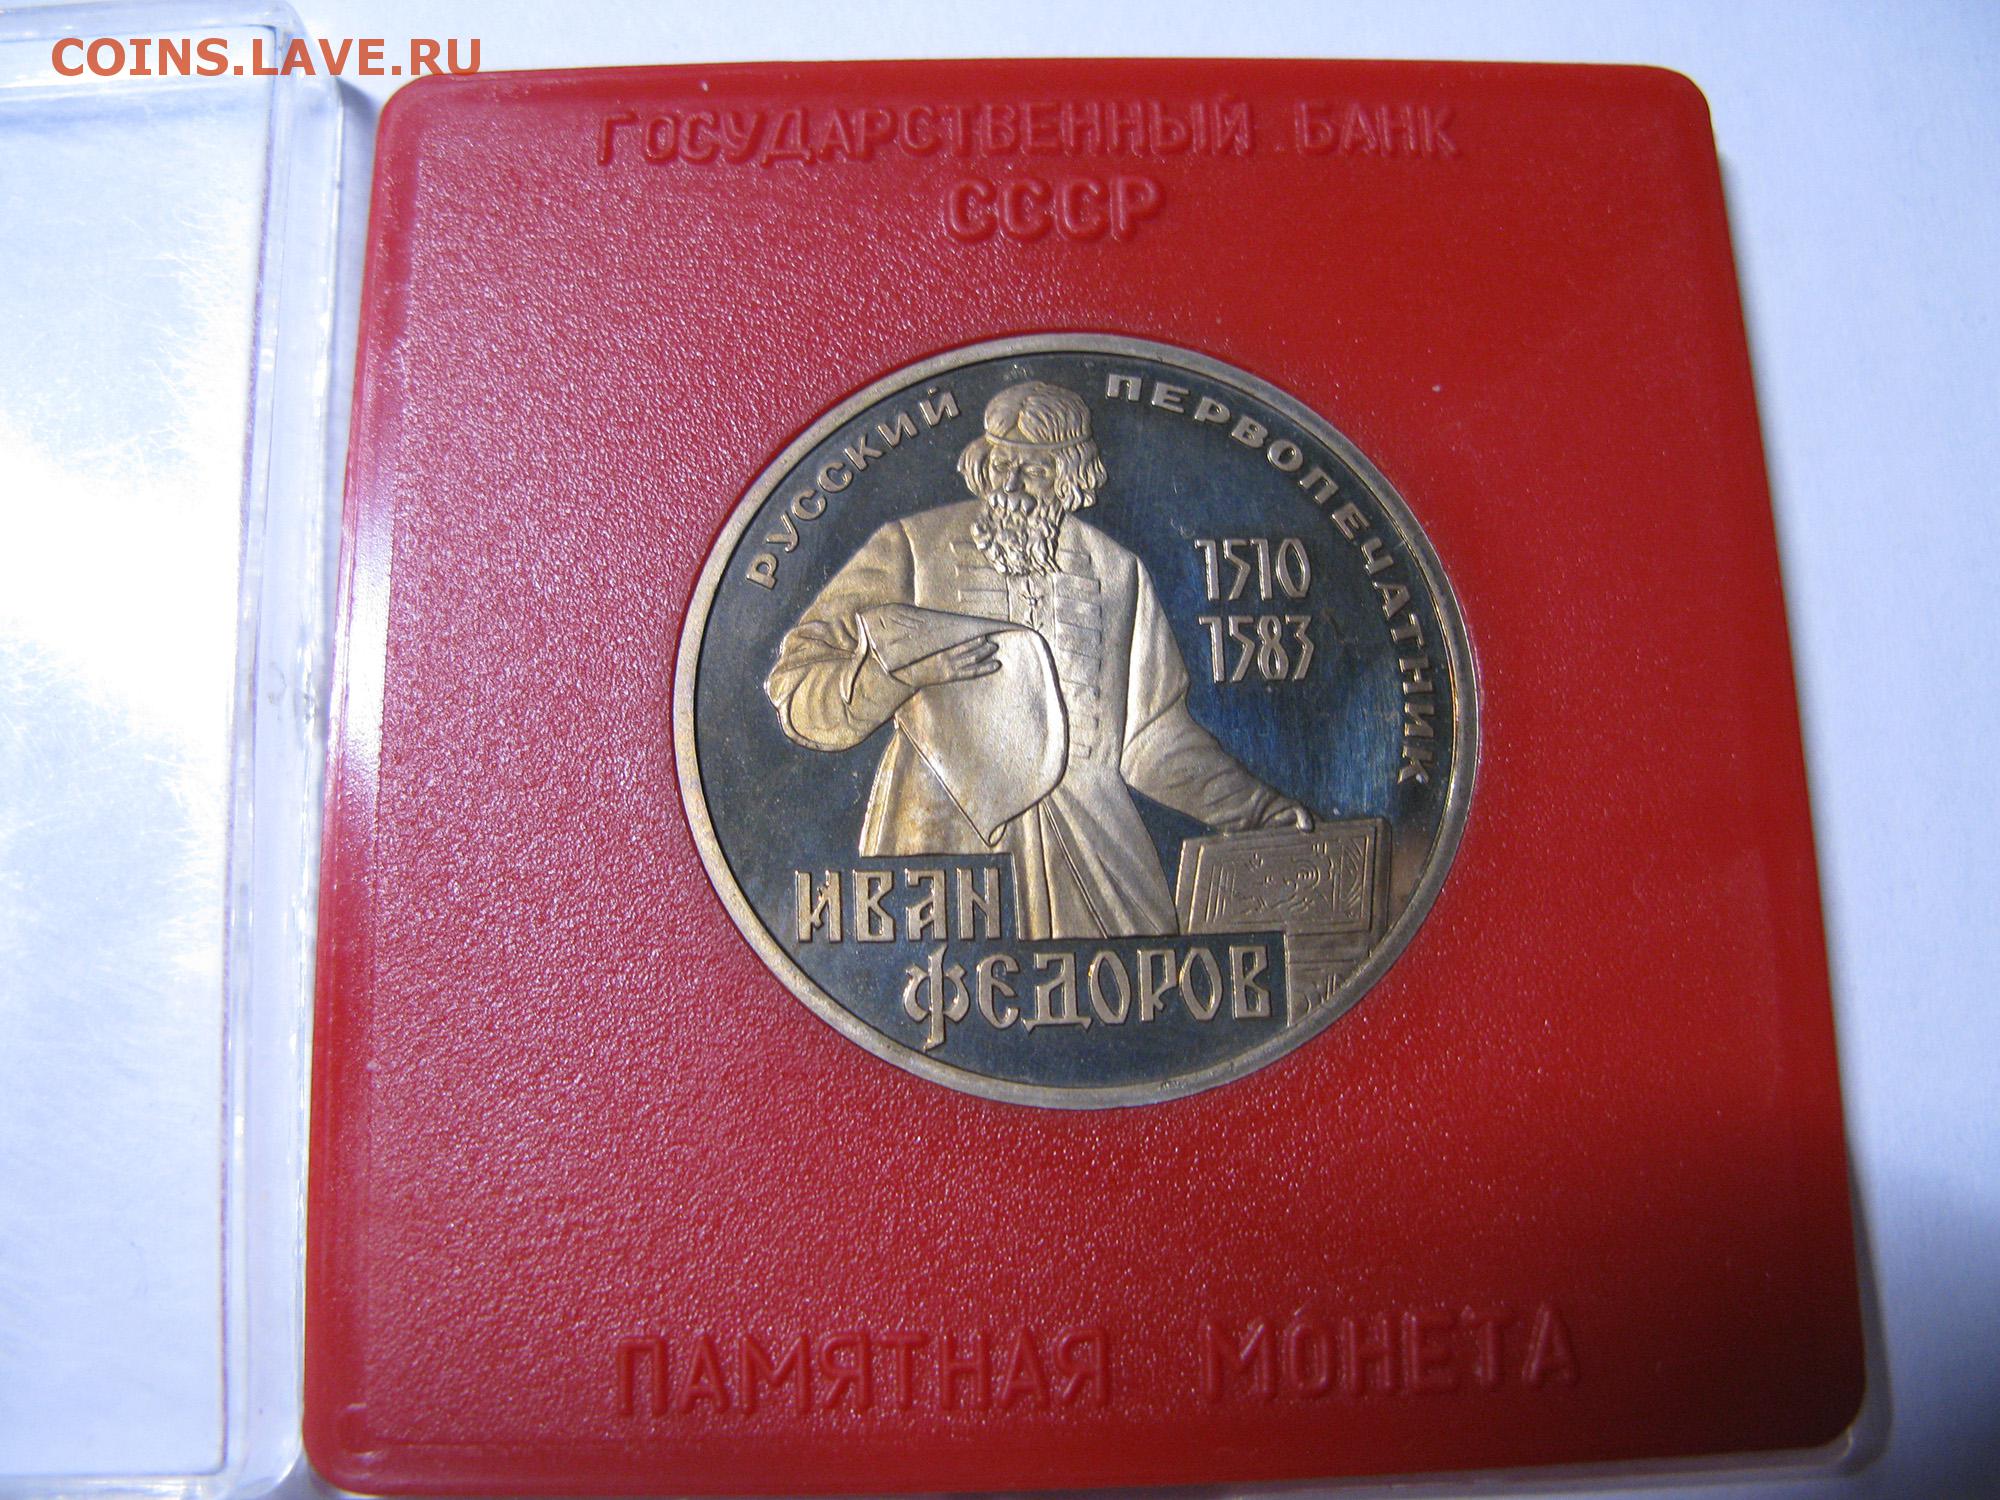 COINS.LAVE.RU
ГОСУДАРСТВЕННЫЙ БАНК
СССР
РУССКИЙ ПЕРВОПЕЧАТНИК
1510
1583
ИВАН
ФЕДОРОВ
ПАМЯТНАЯ МОНЕТА